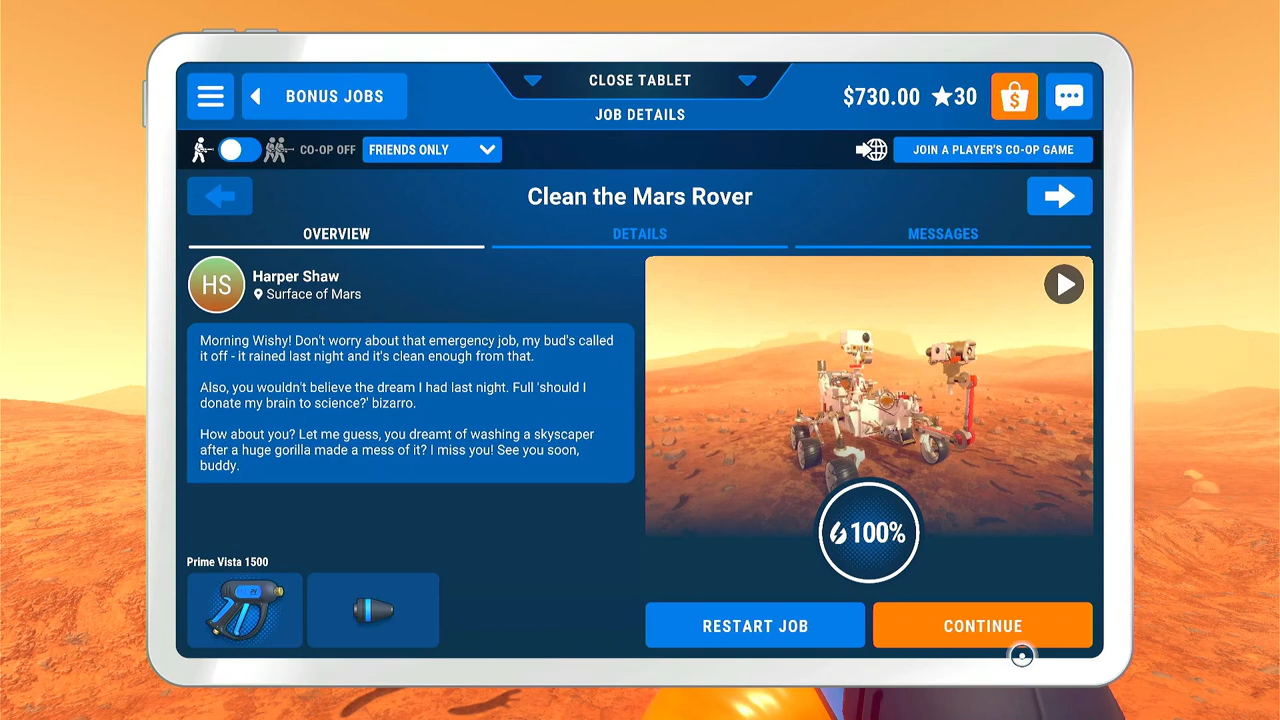 CLOSE TABLET
BONUS JOBS
$730.00 ★30
JOB DETAILS
CO-OP OFF
FRIENDS ONLY
JOIN A PLAYER'S CO-OP GAME
Clean the Mars Rover
OVERVIEW
DETAILS
MESSAGES
HS
Harper Shaw
Surface of Mars
Morning Wishy! Don't worry about that emergency job, my bud's called
it off - it rained last night and it's clean enough from that.
Also, you wouldn't believe the dream I had last night. Full 'should I
donate my brain to science?' bizarro.
How about you? Let me guess, you dreamt of washing a skyscaper
after a huge gorilla made a mess of it? I miss you! See you soon,
buddy.
100%
Prime Vista 1500
RESTART JOB
CONTINUE